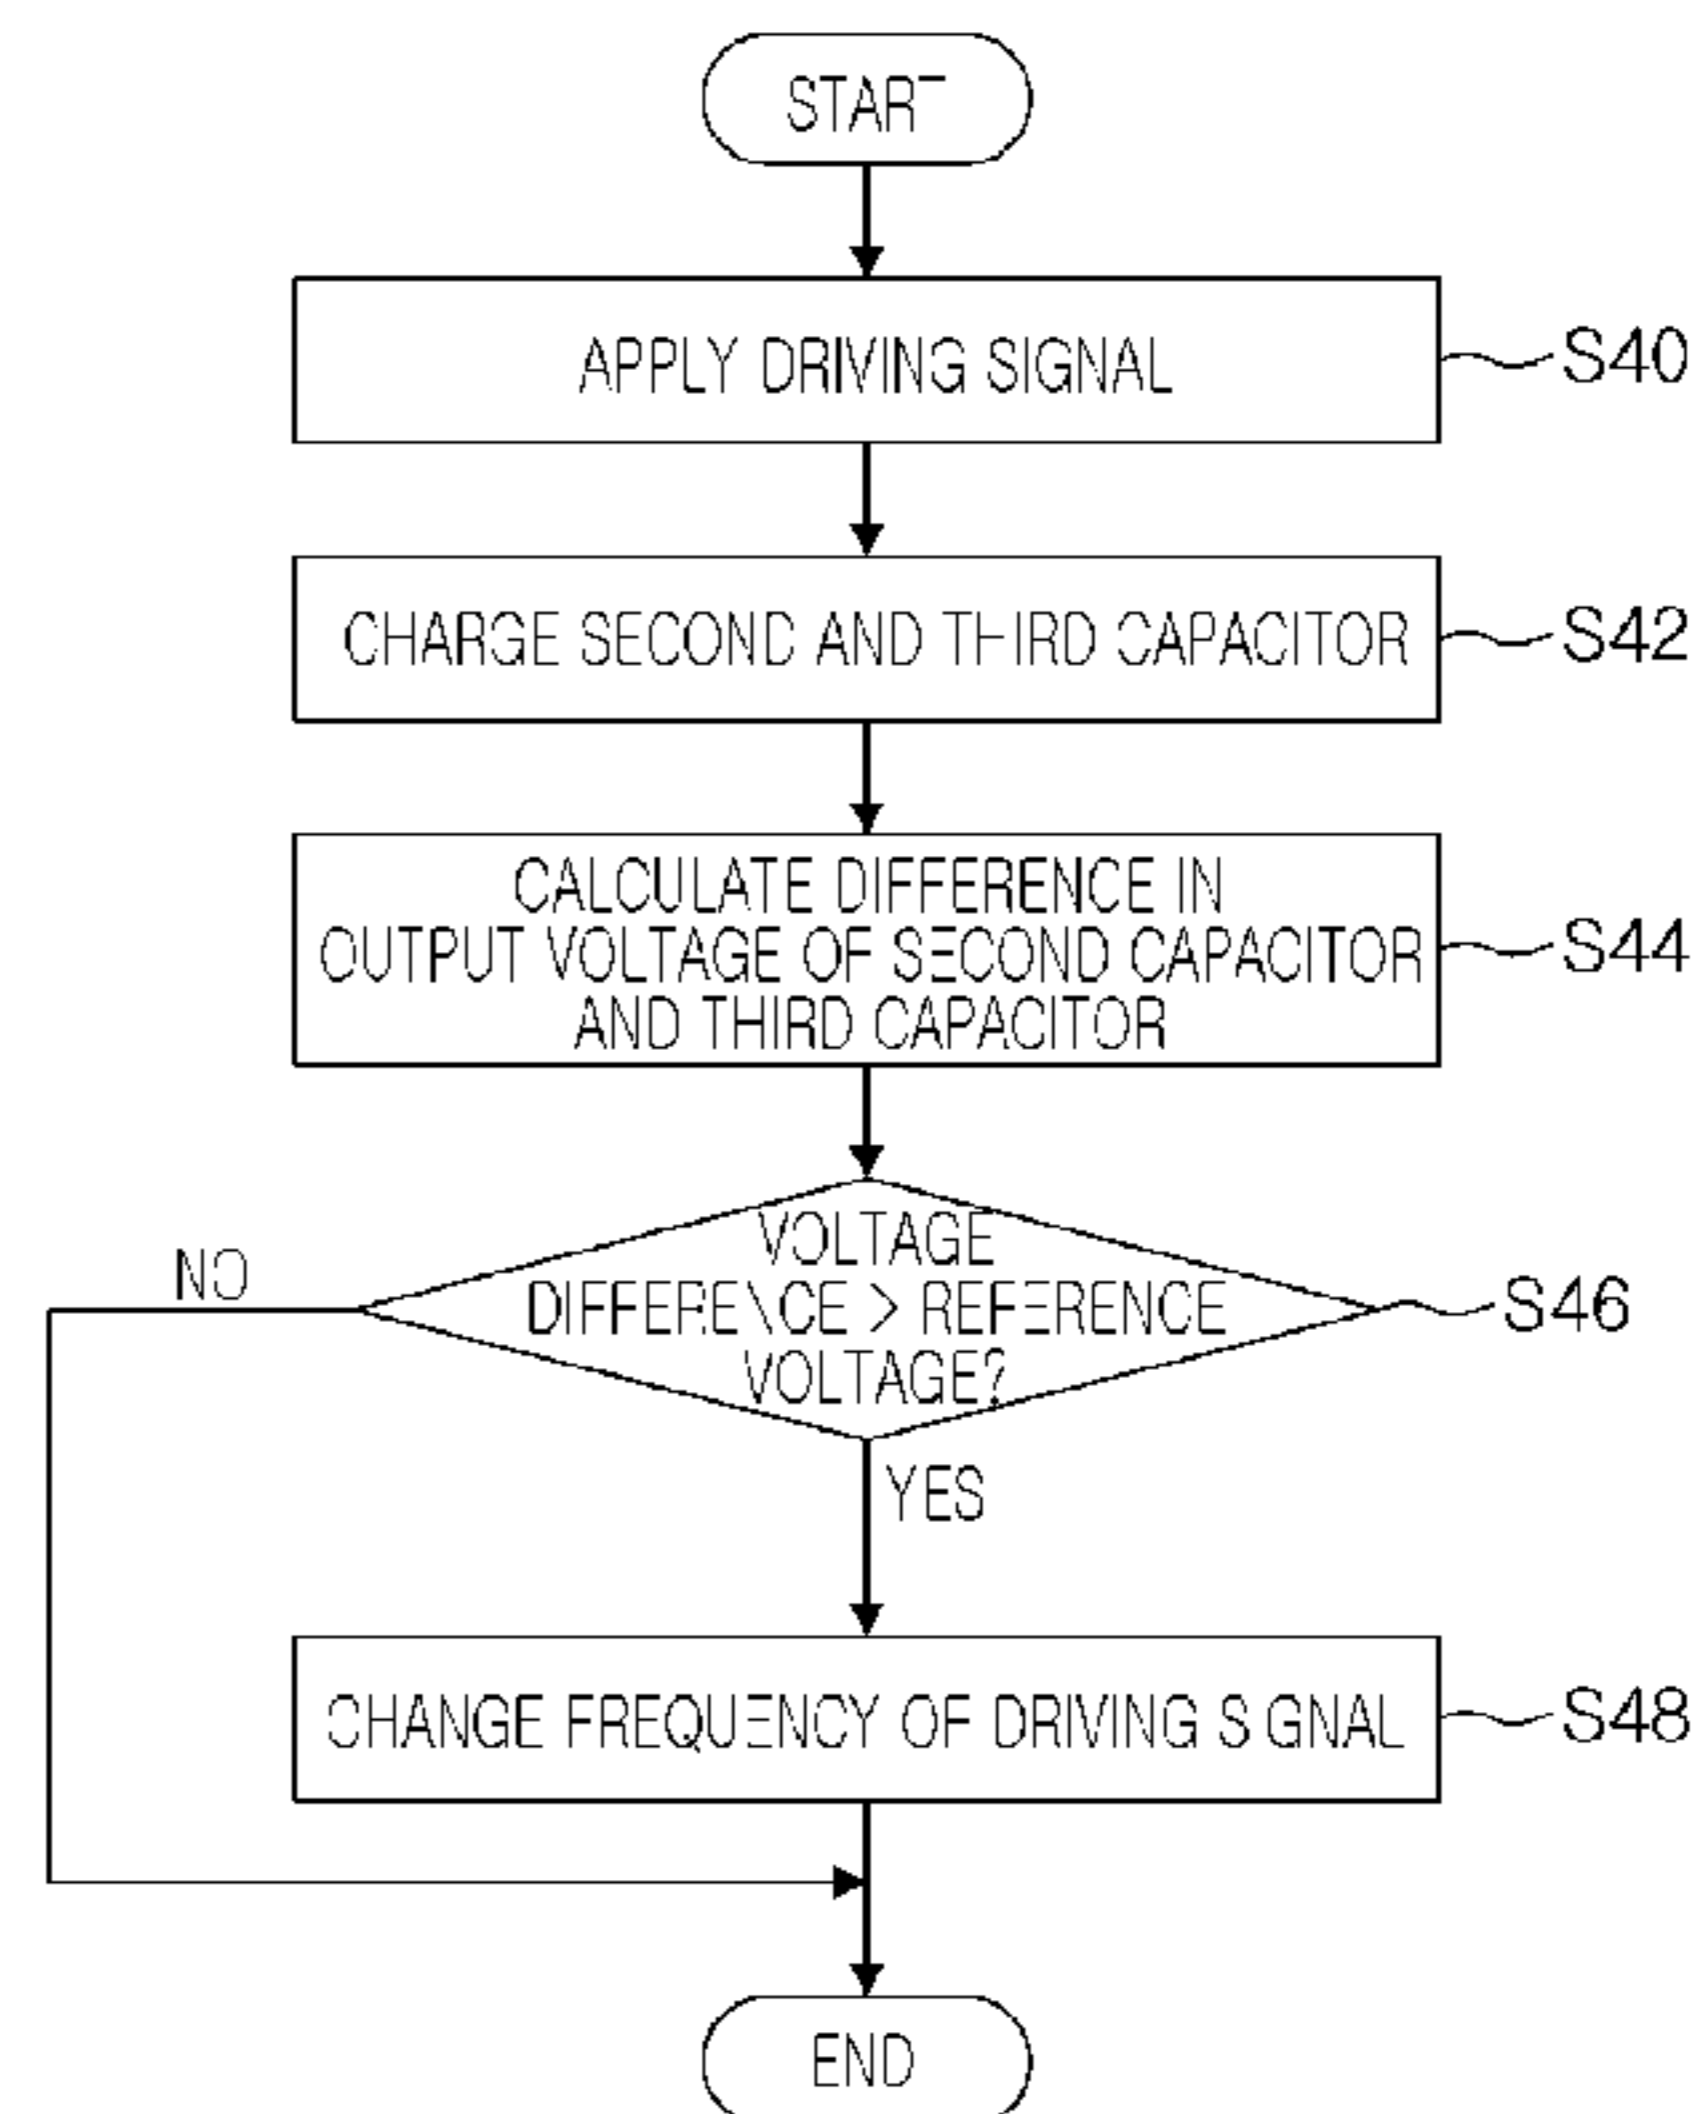 START
APPLY DRIVING SIGNAL
S40
CHARGE SECOND AND THIRD CAPACITOR
S42
CALCULATE DIFFERENCE IN
OUTPUT VOLTAGE OF SECOND CAPACITOR
AND THIRD CAPACITOR
S44
VOLTAGE
DIFFERENCE > REFERENCE
VOLTAGE?
S46
NO
YES
CHANGE FREQUENCY OF DRIVING SIGNAL
S48
END